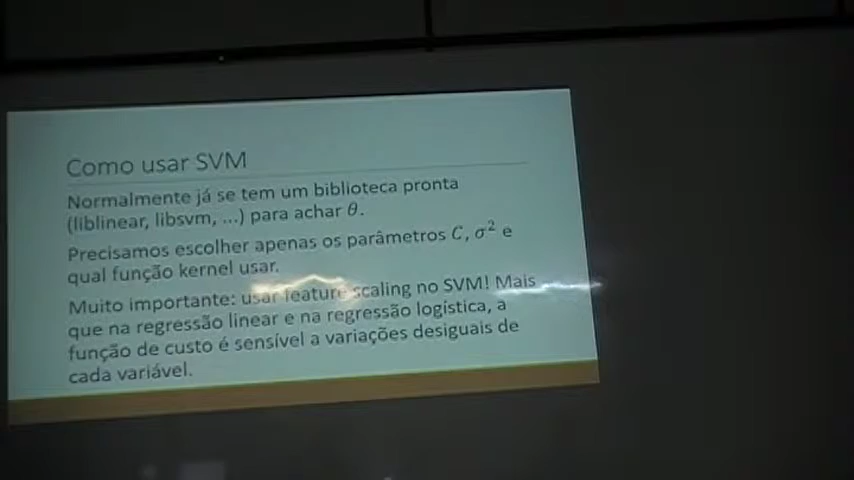 Como usar SVM
Normalmente já se tem um biblioteca pronta
(liblinear, libsvm, ...) para achar θ.
Precisamos escolher apenas os parâmetros C, σ² e
qual função kernel usar.
Muito importante: usar feature scaling no SVM! Mais
que na regressão linear e na regressão logística, a
função de custo é sensível a variações desiguais de
cada variável.